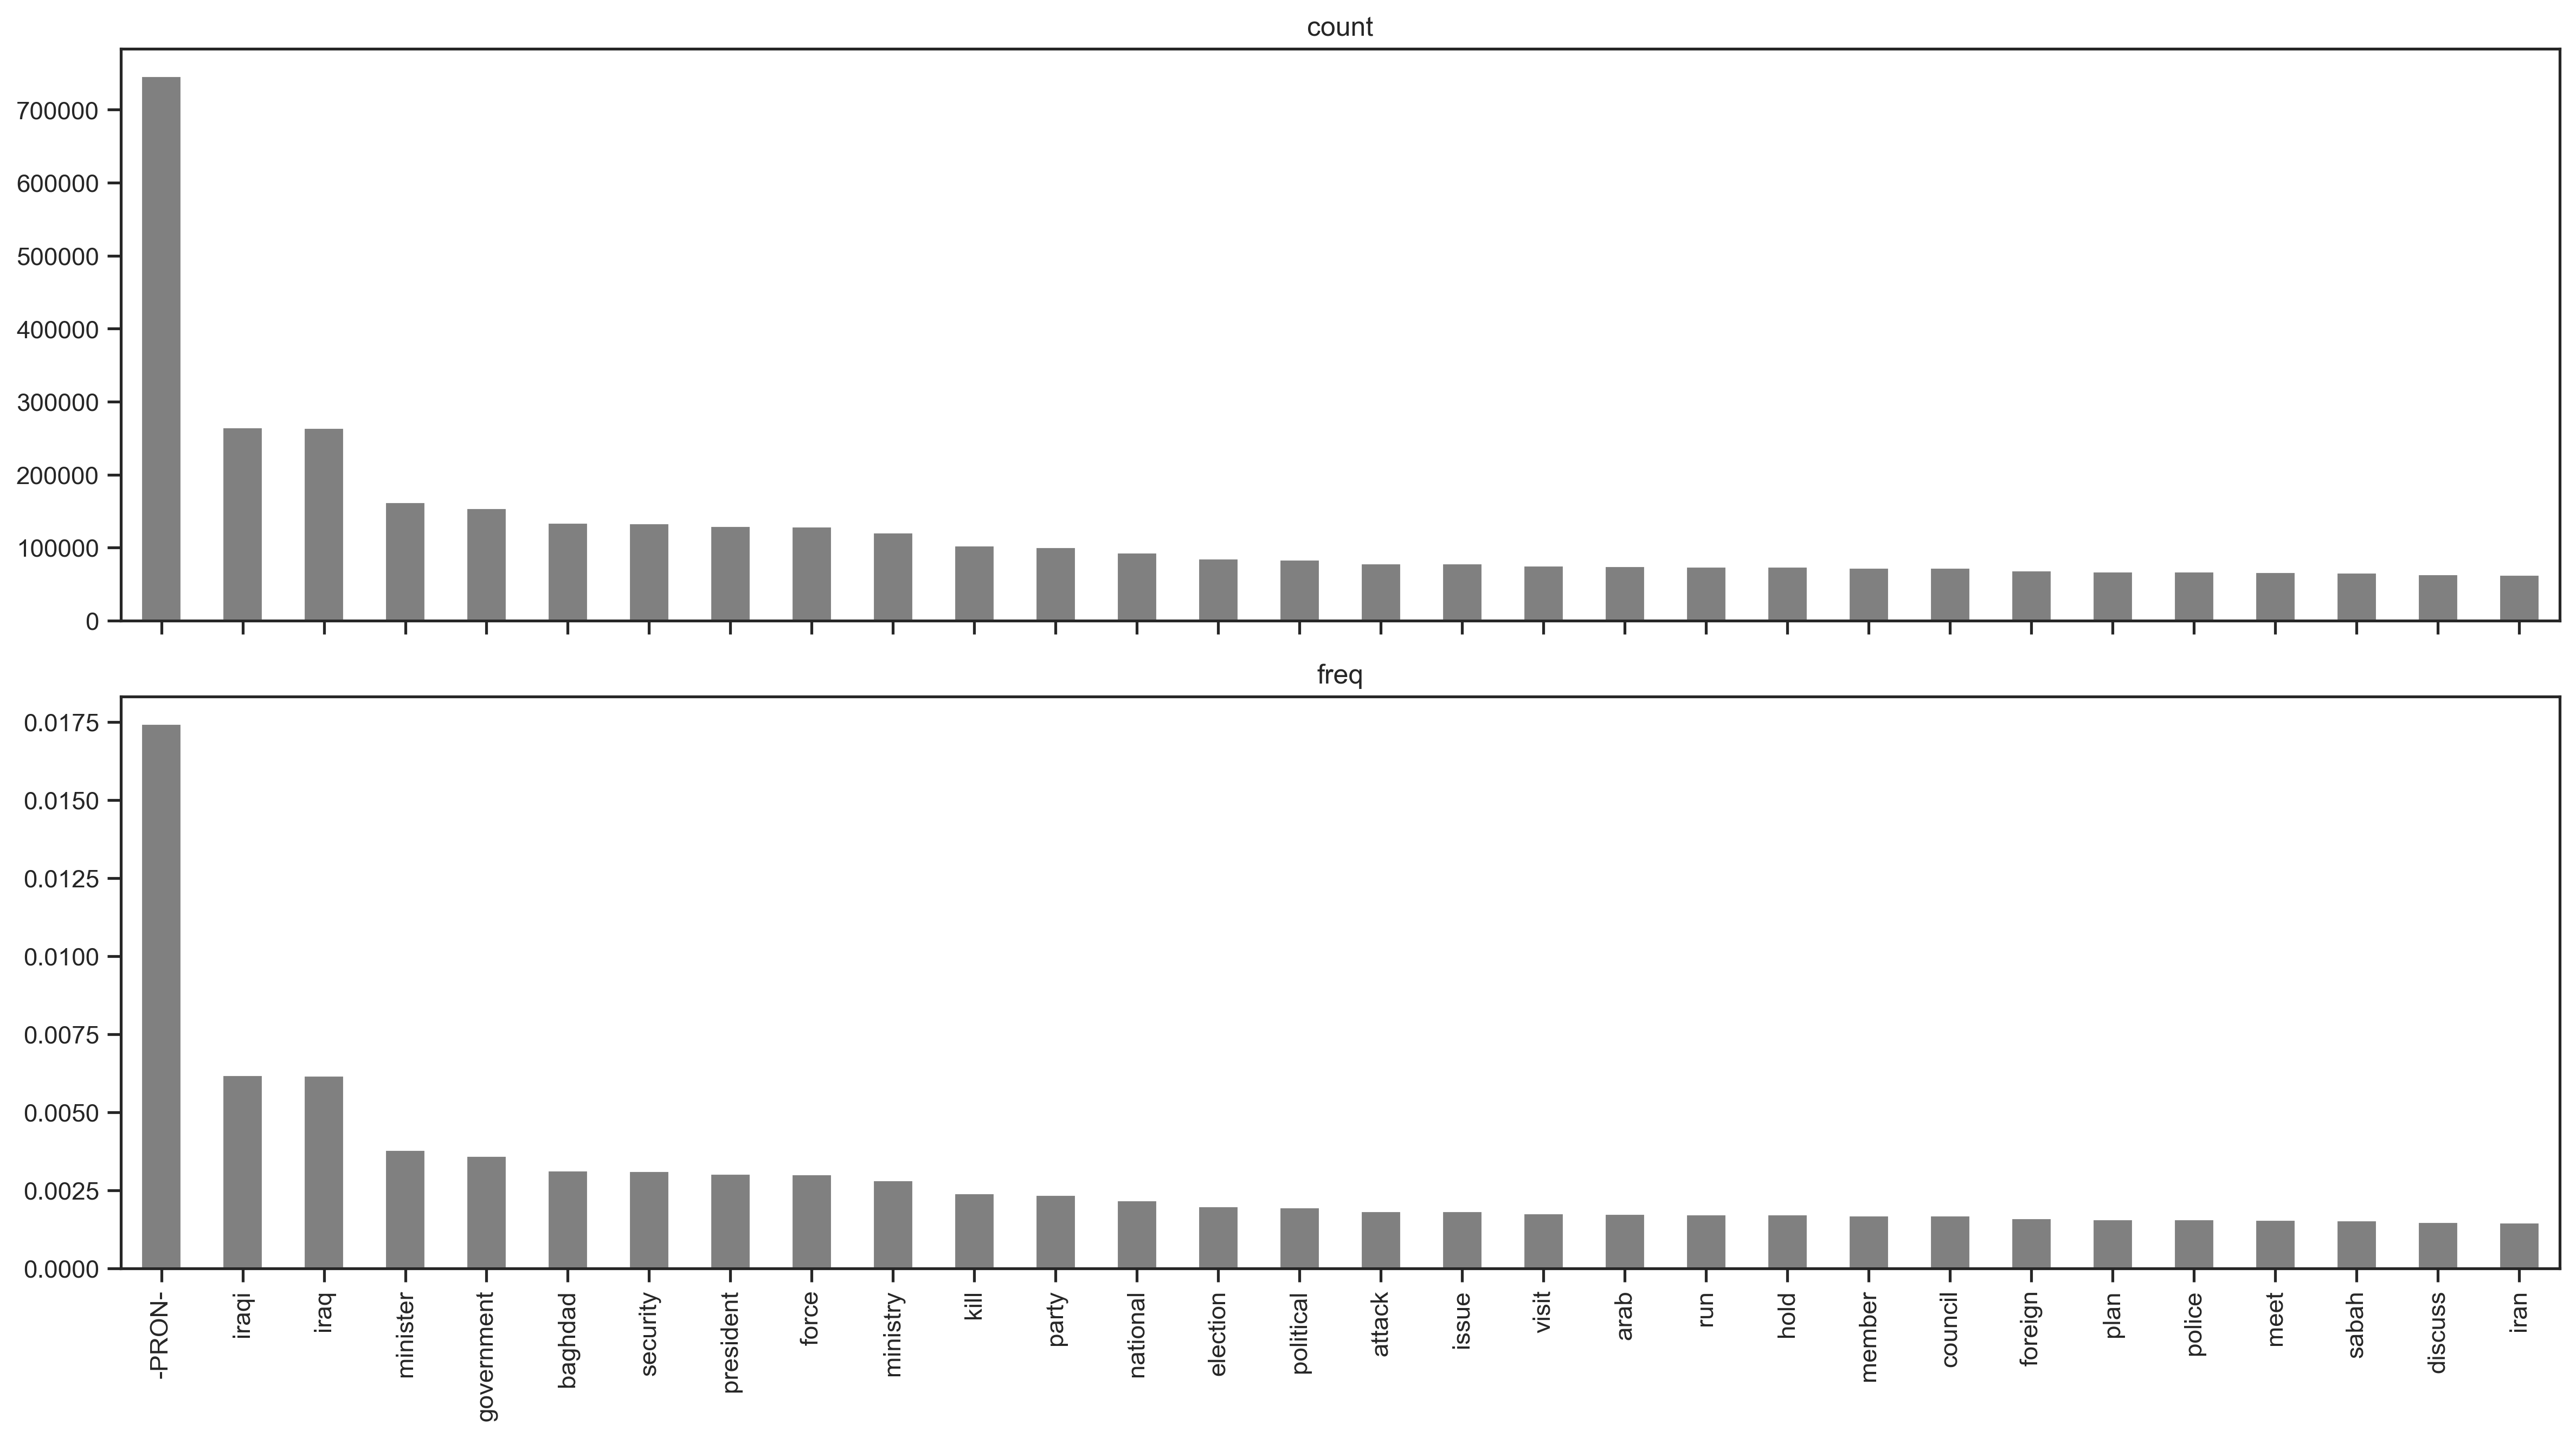 count
700000
600000
500000
400000
300000
200000
100000
0
freq
0.0175
0.0150
0.0125
0.0100
0.0075
0.0050
0.0025
0.0000
-PRON-
iraqi
iraq
minister
government
baghdad
security
president
force
ministry
kill
party
national
election
political
attack
issue
visit
arab
run
hold
member
council
foreign
plan
police
meet
sabah
discuss
iran